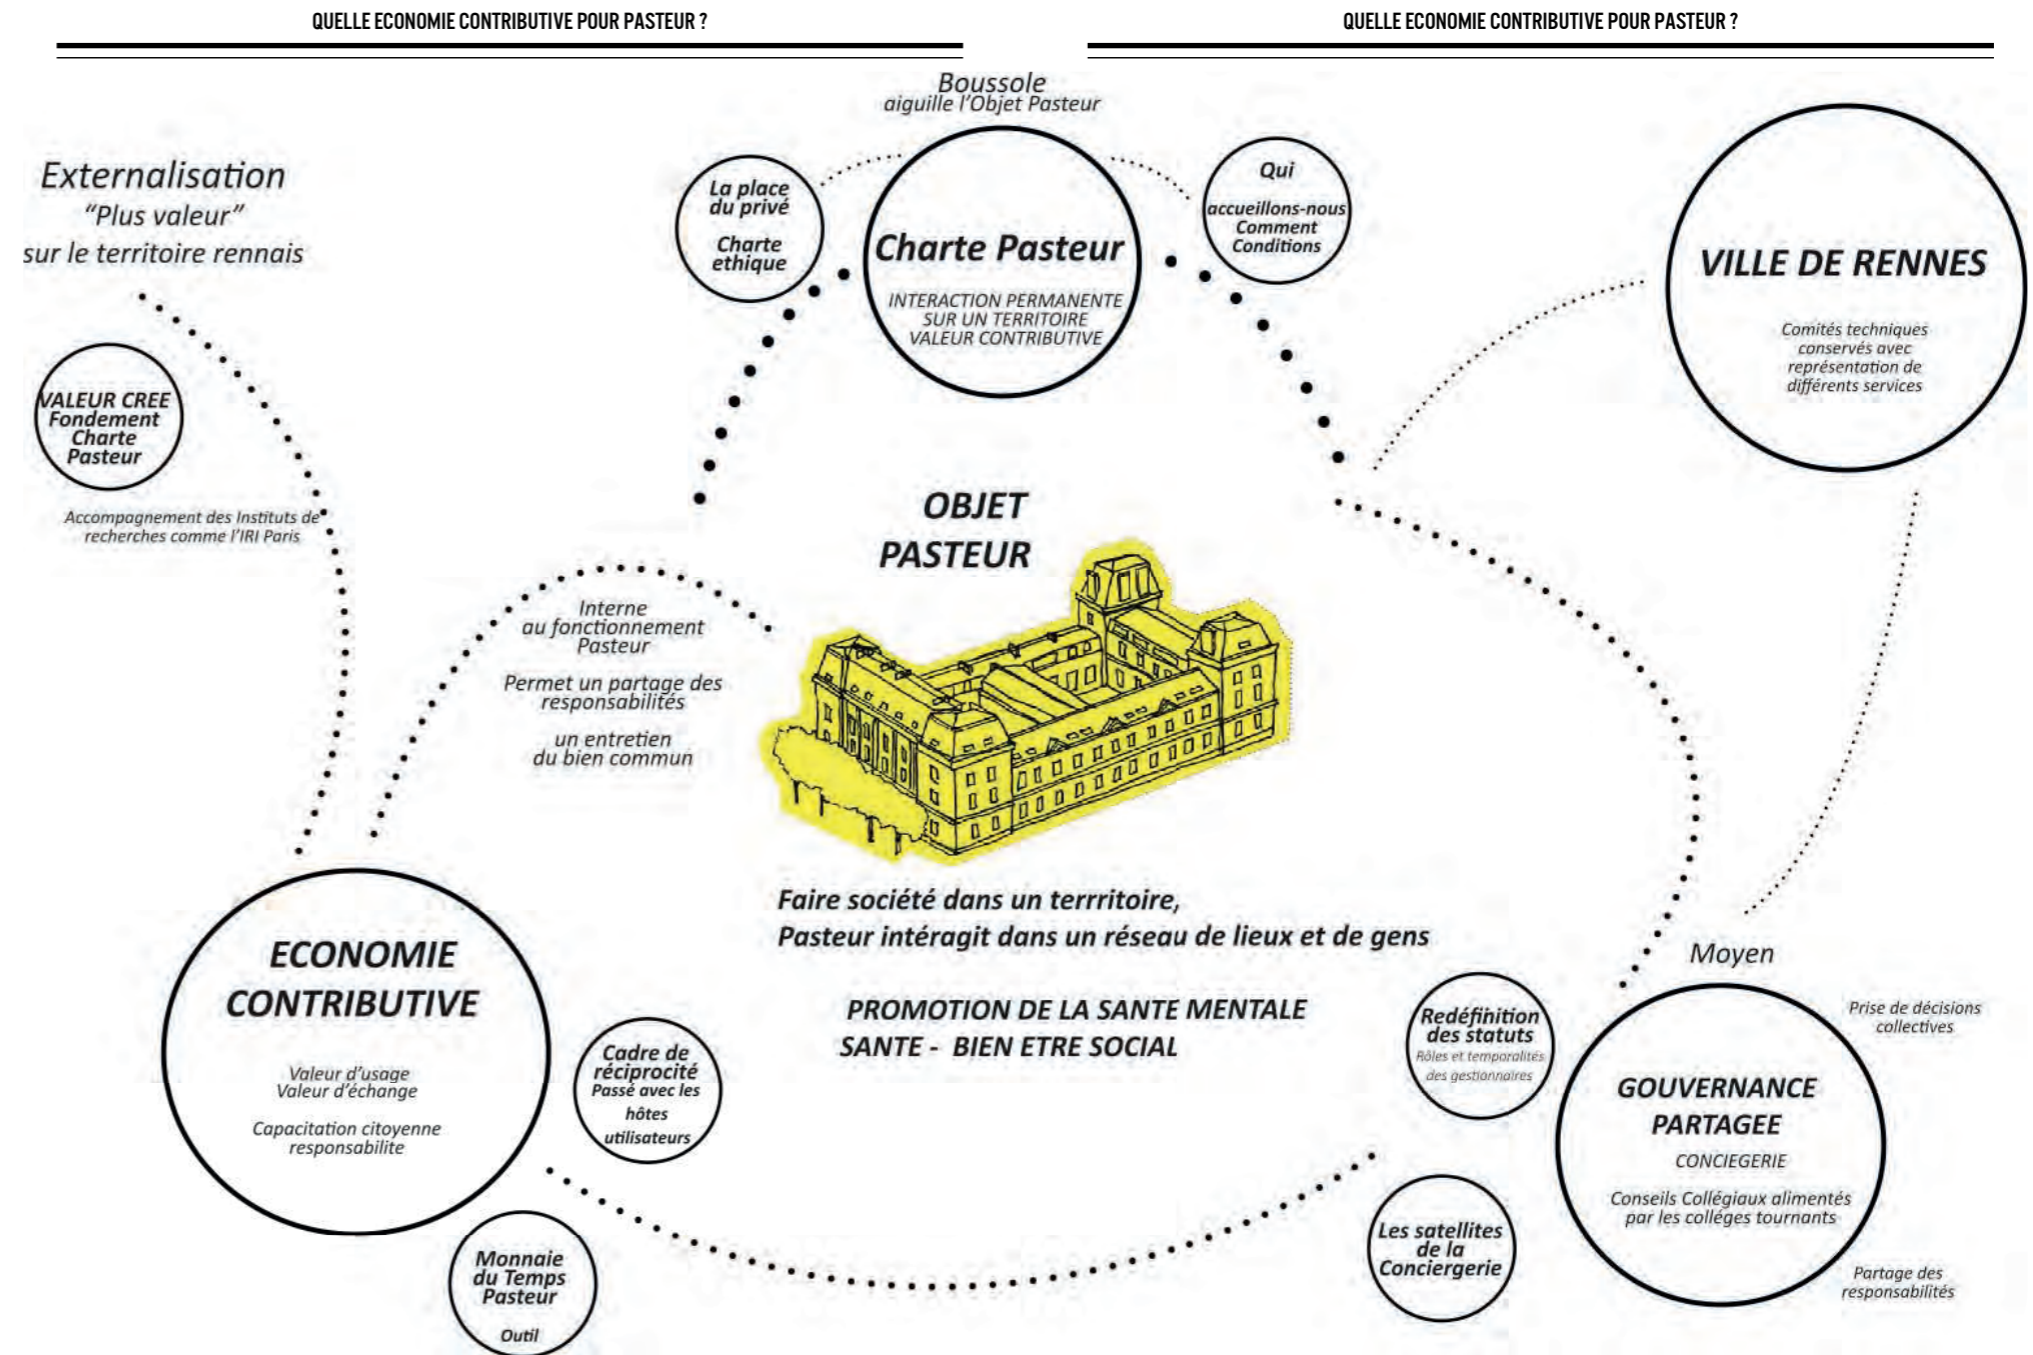 QUELLE ECONOMIE CONTRIBUTIVE POUR PASTEUR ?
QUELLE ECONOMIE CONTRIBUTIVE POUR PASTEUR ?
Boussole
aiguille l'Objet Pasteur
Externalisation
"Plus valeur"
sur le territoire rennais
La place
du privé
Charte
ethique
Charte Pasteur
INTERACTION PERMANENTE
SUR UN TERRITOIRE
VALEUR CONTRIBUTIVE
Qui
accueillons-nous
Comment
Conditions
VILLE DE RENNES
Comités techniques
conservés avec
représentation de
différents services
VALEUR CREE
Fondement
Charte
Pasteur
Accompagnement des Instituts de
recherches comme l'IRI Paris
OBJET
PASTEUR
Interne
au fonctionnement
Pasteur
Permet un partage des
responsabilités
un entretien
du bien commun
Faire société dans un terrritoire,
Pasteur intéragit dans un réseau de lieux et de gens
PROMOTION DE LA SANTE MENTALE
SANTE - BIEN ETRE SOCIAL
ECONOMIE
CONTRIBUTIVE
Valeur d'usage
Valeur d'échange
Capacitation citoyenne
responsabilite
Cadre de
réciprocité
Passé avec les
hôtes
utilisateurs
Monnaie
du Temps
Pasteur
Outil
Redéfinition
des statuts
Rôles et temporalités
des gestionnaires
Les satellites
de la
Conciergerie
Moyen
Prise de décisions
collectives
GOUVERNANCE
PARTAGEE
CONCIEGERIE
Conseils Collégiaux alimentés
par les colléges tournants
Partage des
responsabilités